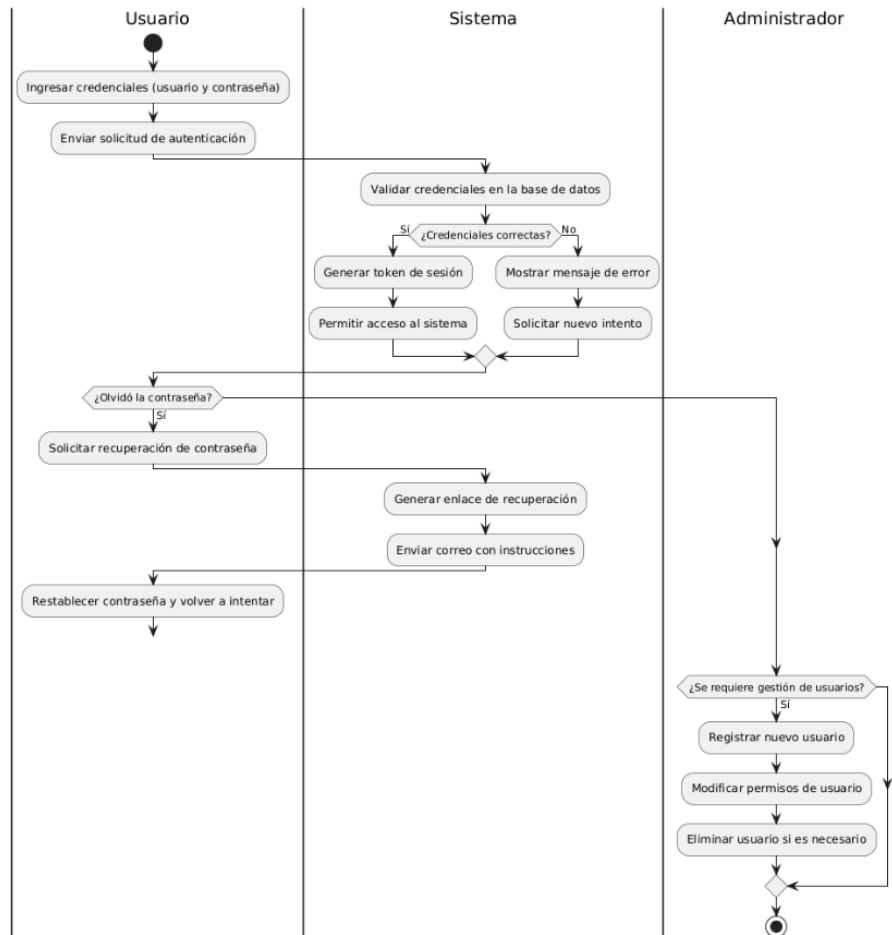 Usuario
Sistema
Administrador
Ingresar credenciales (usuario y contraseña)
Enviar solicitud de autenticación
Validar credenciales en la base de datos
¿Credenciales correctas?
Sí
No
Generar token de sesión
Mostrar mensaje de error
Permitir acceso al sistema
Solicitar nuevo intento
¿Olvidó la contraseña?
Sí
Solicitar recuperación de contraseña
Generar enlace de recuperación
Enviar correo con instrucciones
Restablecer contraseña y volver a intentar
¿Se requiere gestión de usuarios?
Sí
Registrar nuevo usuario
Modificar permisos de usuario
Eliminar usuario si es necesario